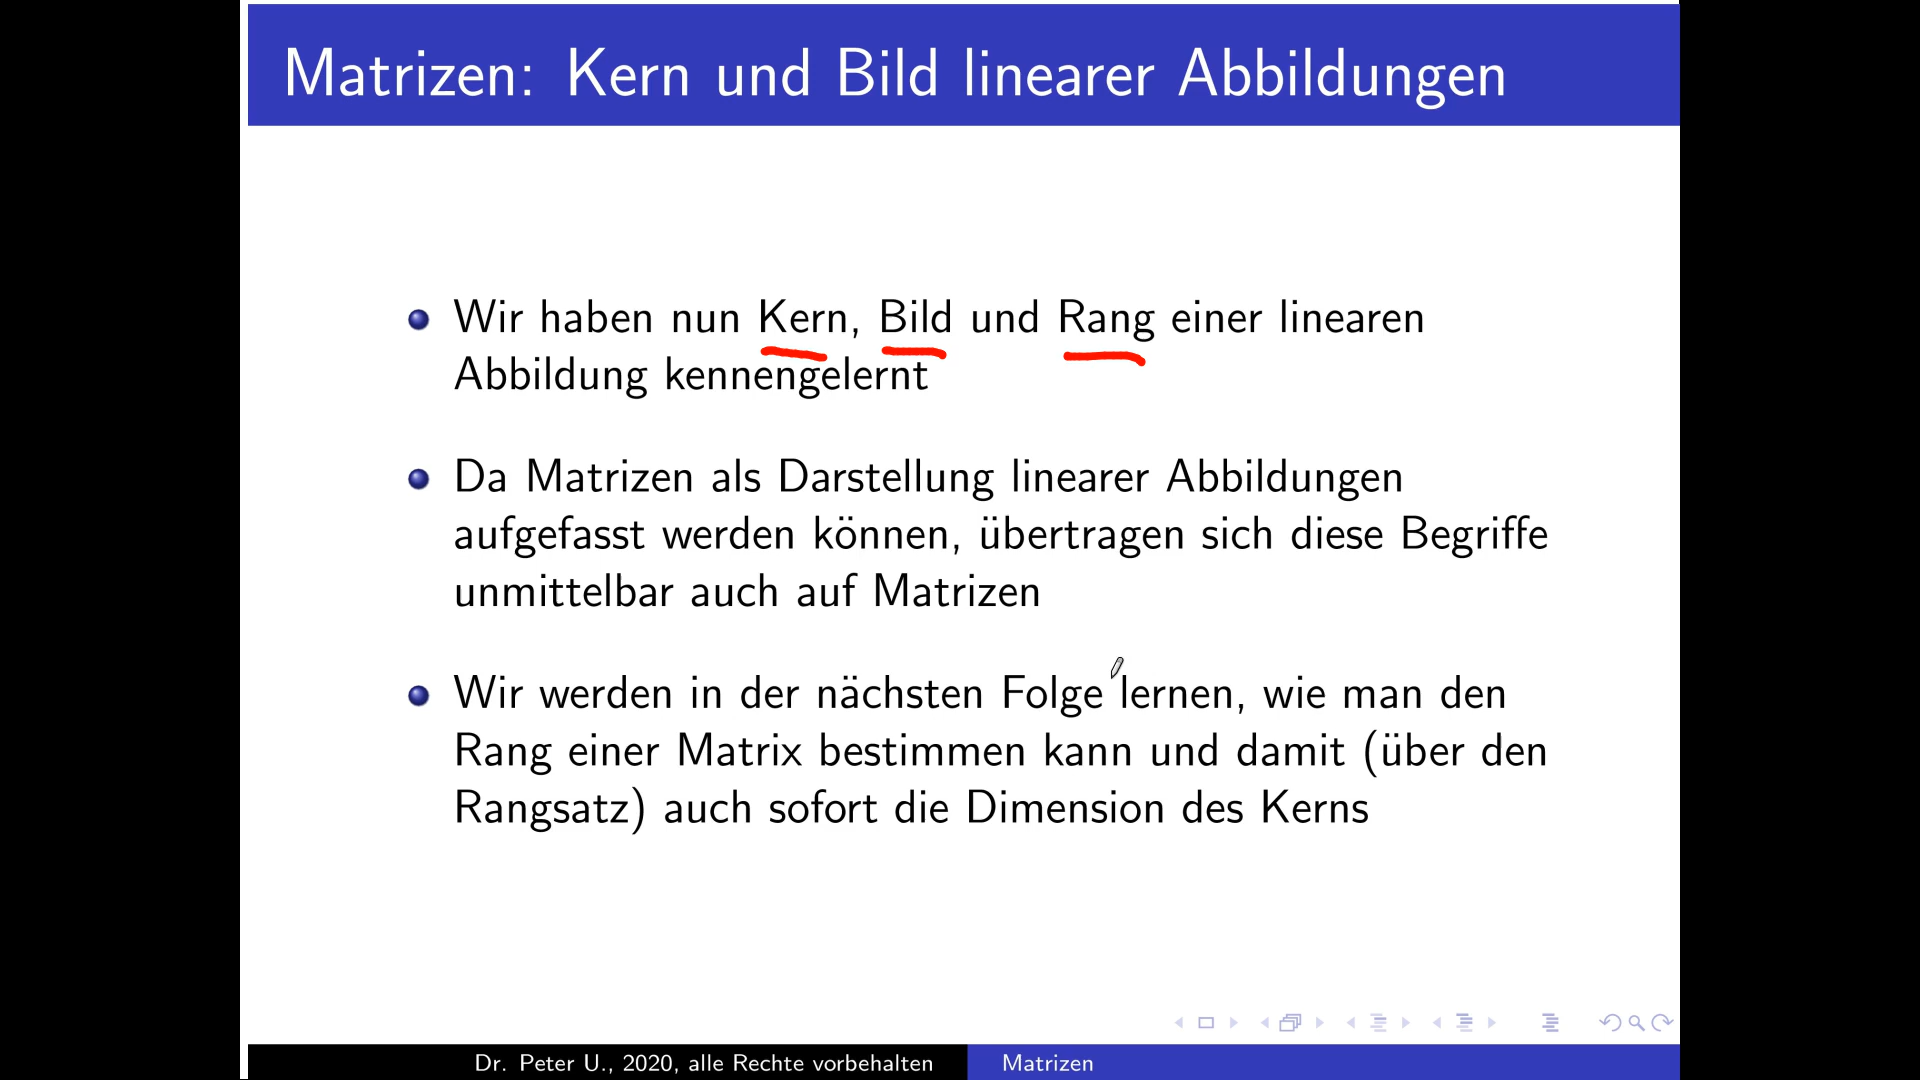 Matrizen: Kern und Bild linearer Abbildungen
Wir haben nun Kern, Bild und Rang einer linearen
Abbildung kennengelernt
Da Matrizen als Darstellung linearer Abbildungen
aufgefasst werden können, übertragen sich diese Begriffe
unmittelbar auch auf Matrizen
Wir werden in der nächsten Folge lernen, wie man den
Rang einer Matrix bestimmen kann und damit (über den
Rangsatz) auch sofort die Dimension des Kerns
Dr. Peter U., 2020, alle Rechte vorbehalten
Matrizen